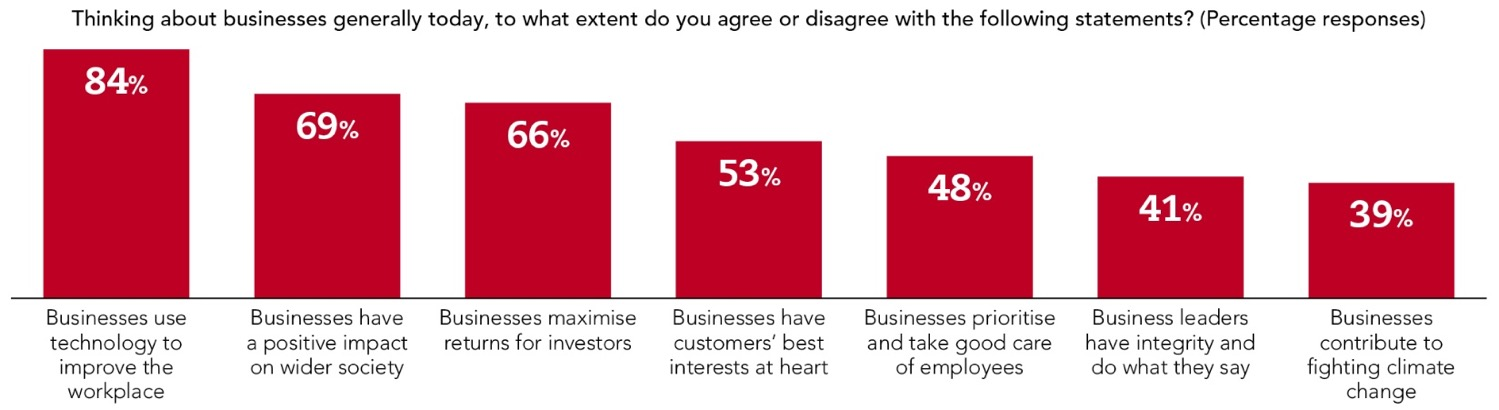 Thinking about businesses generally today, to what extent do you agree or disagree with the following statements? (Percentage responses)
84%
69%
66%
53%
48%
41%
39%
Businesses use
technology to
improve the
workplace
Businesses have
a positive impact
on wider society
Businesses maximise
returns for investors
Businesses have
customers’ best
interests at heart
Businesses prioritise
and take good care
of employees
Business leaders
have integrity and
do what they say
Businesses
contribute to
fighting climate
change